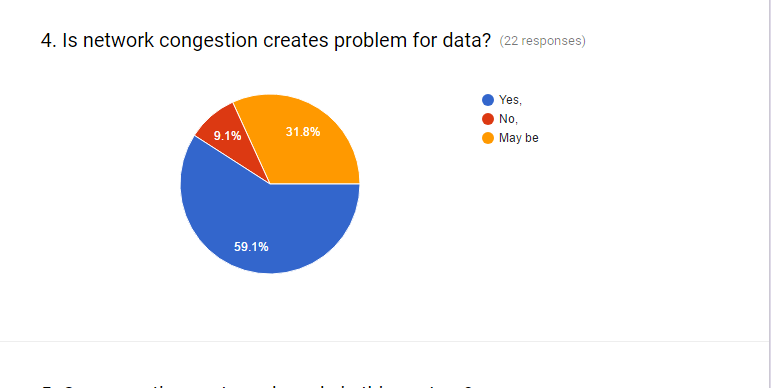 4. Is network congestion creates problem for data? (22 responses)
Yes,
No,
May be
9.1%
31.8%
59.1%